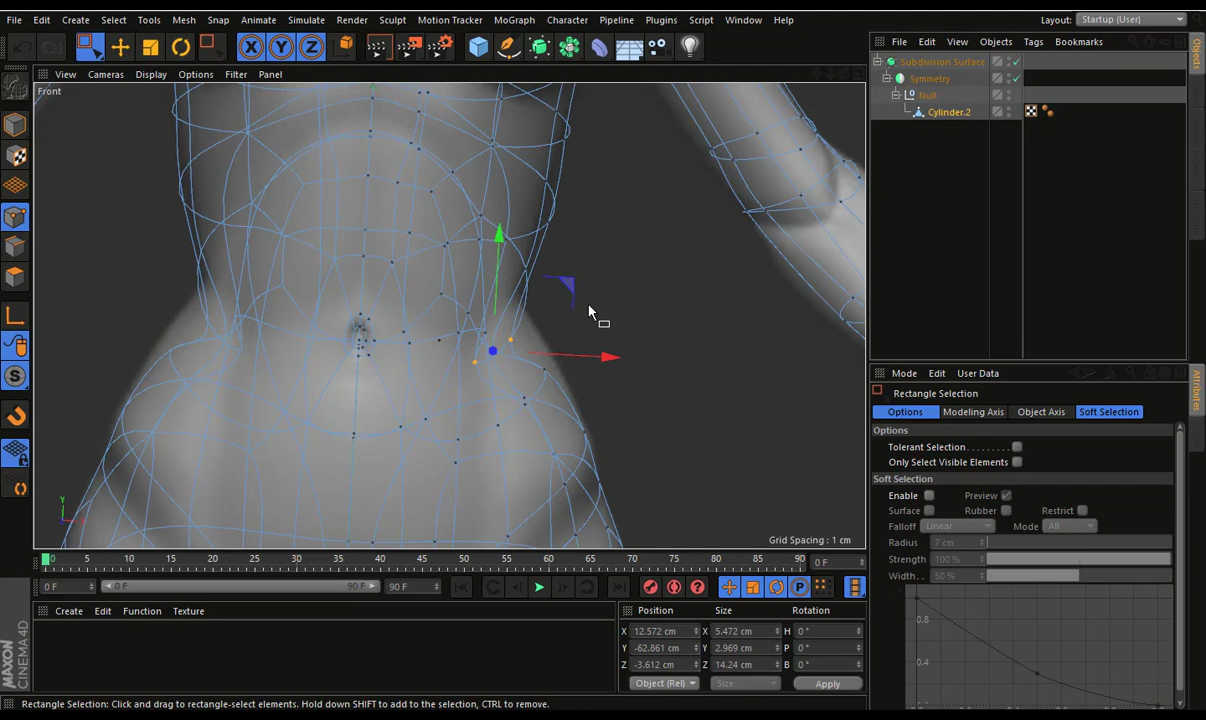 File Edit Create Select Tools Mesh Snap Animate Simulate Render Sculpt Motion Tracker MoGraph Character Pipeline Plugins Script Window Help Layout: Startup (User)
File Edit View Objects Tags Bookmarks
Objects
View Cameras Display Options Filter Panel
Subdivision Surface
Symmetry
Front
Null
Cylinder.2
Mode Edit User Data
Attributes
Rectangle Selection
Options Modeling Axis Object Axis Soft Selection
Options
Tolerant Selection
Only Select Visible Elements
Soft Selection
Enable Preview
Surface Rubber Restrict
Falloff Linear Mode All
Radius 7 cm
Strength 100 %
Width 50 %
0.8
0.4
Y
Grid Spacing : 1 cm
0 5 10 15 20 25 30 35 40 45 50 55 60 65 70 75 80 85 90 0 F
0 F 0 F 90 F 90 F
Create Edit Function Texture
Position Size Rotation
X 12.572 cm X 5.472 cm H 0 °
Y -62.861 cm Y 2.969 cm P 0 °
Z -3.612 cm Z 14.24 cm B 0 °
Object (Rel) Size Apply
MAXON CINEMA4D
Rectangle Selection: Click and drag to rectangle-select elements. Hold down SHIFT to add to the selection, CTRL to remove.